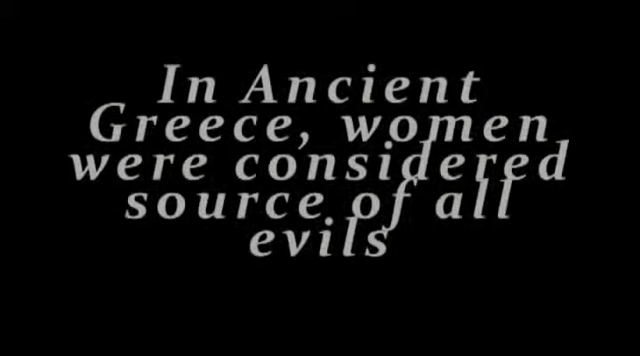 In Ancient
Greece, women
were considered
source of all
evils